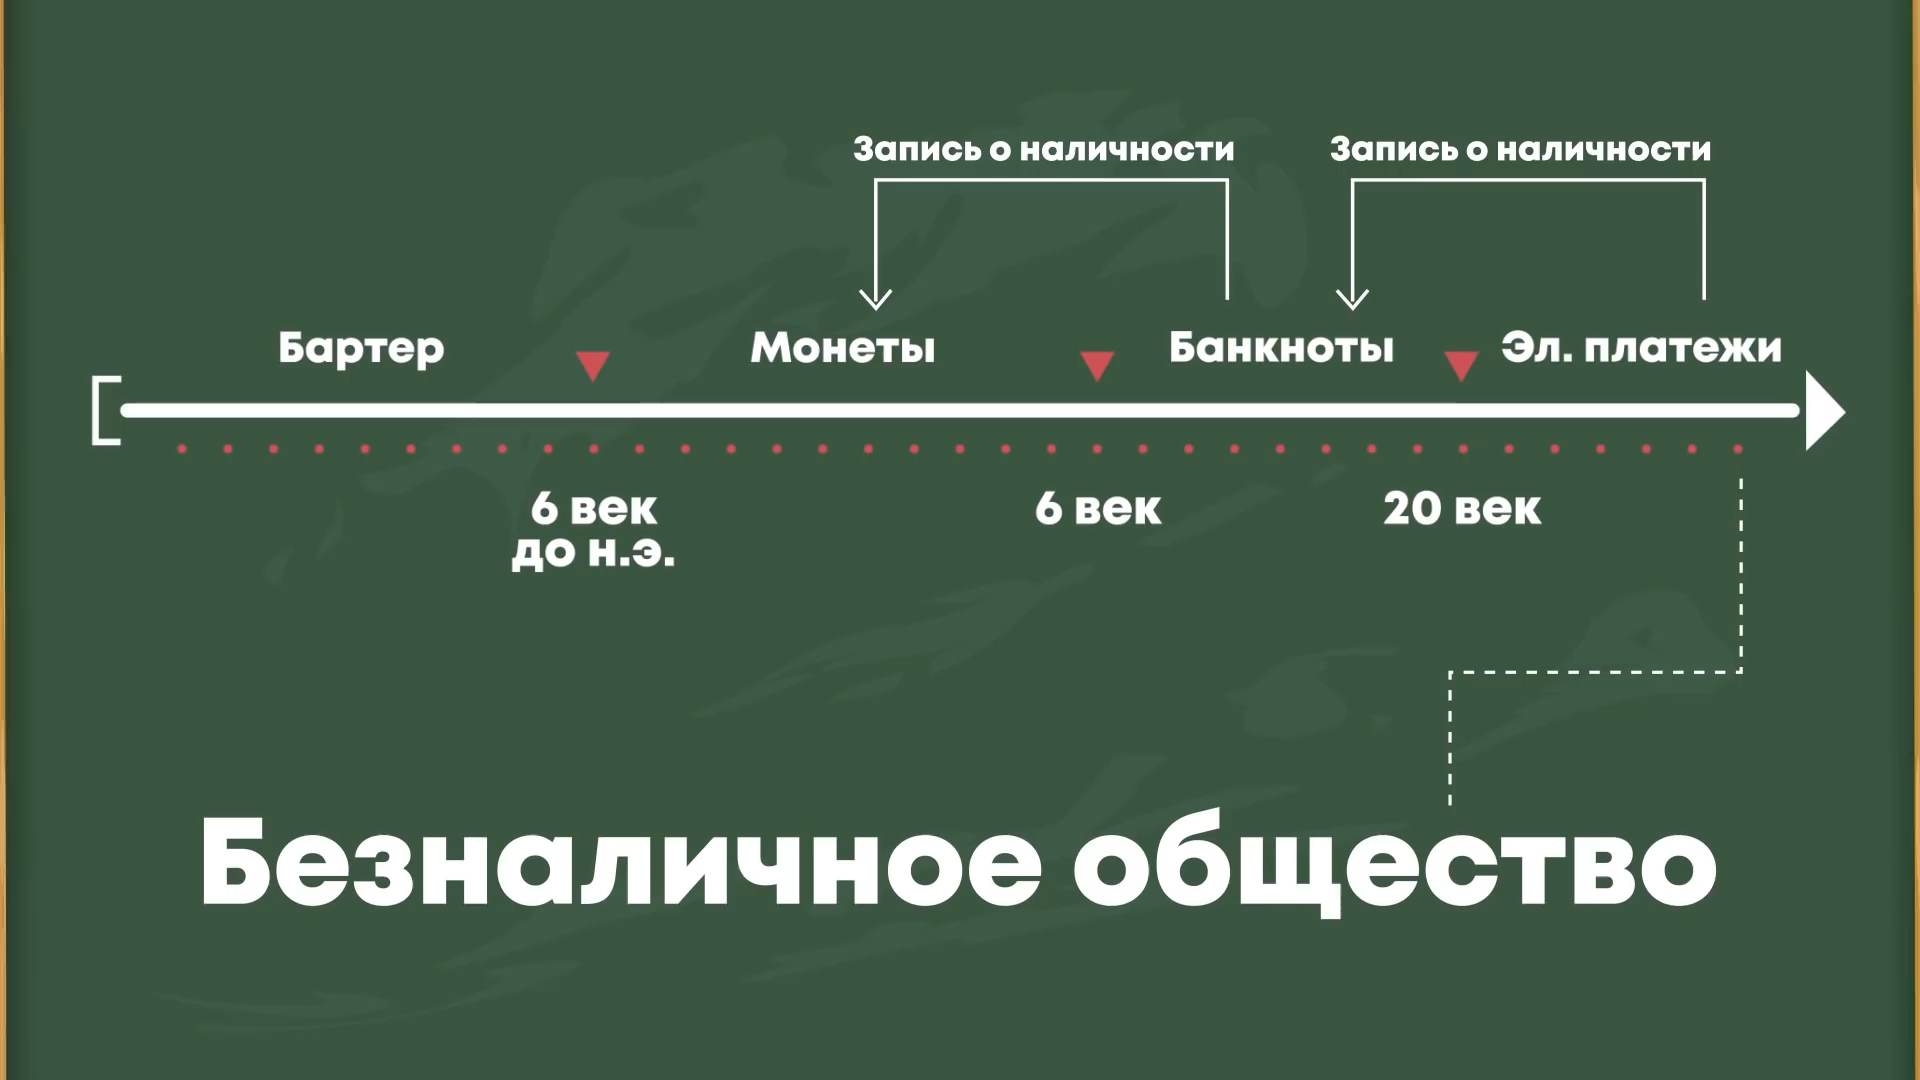 Запись о наличности
Запись о наличности
Бартер
Монеты
Банкноты
Эл. платежи
6 век
до н.э.
6 век
20 век
Безналичное общество